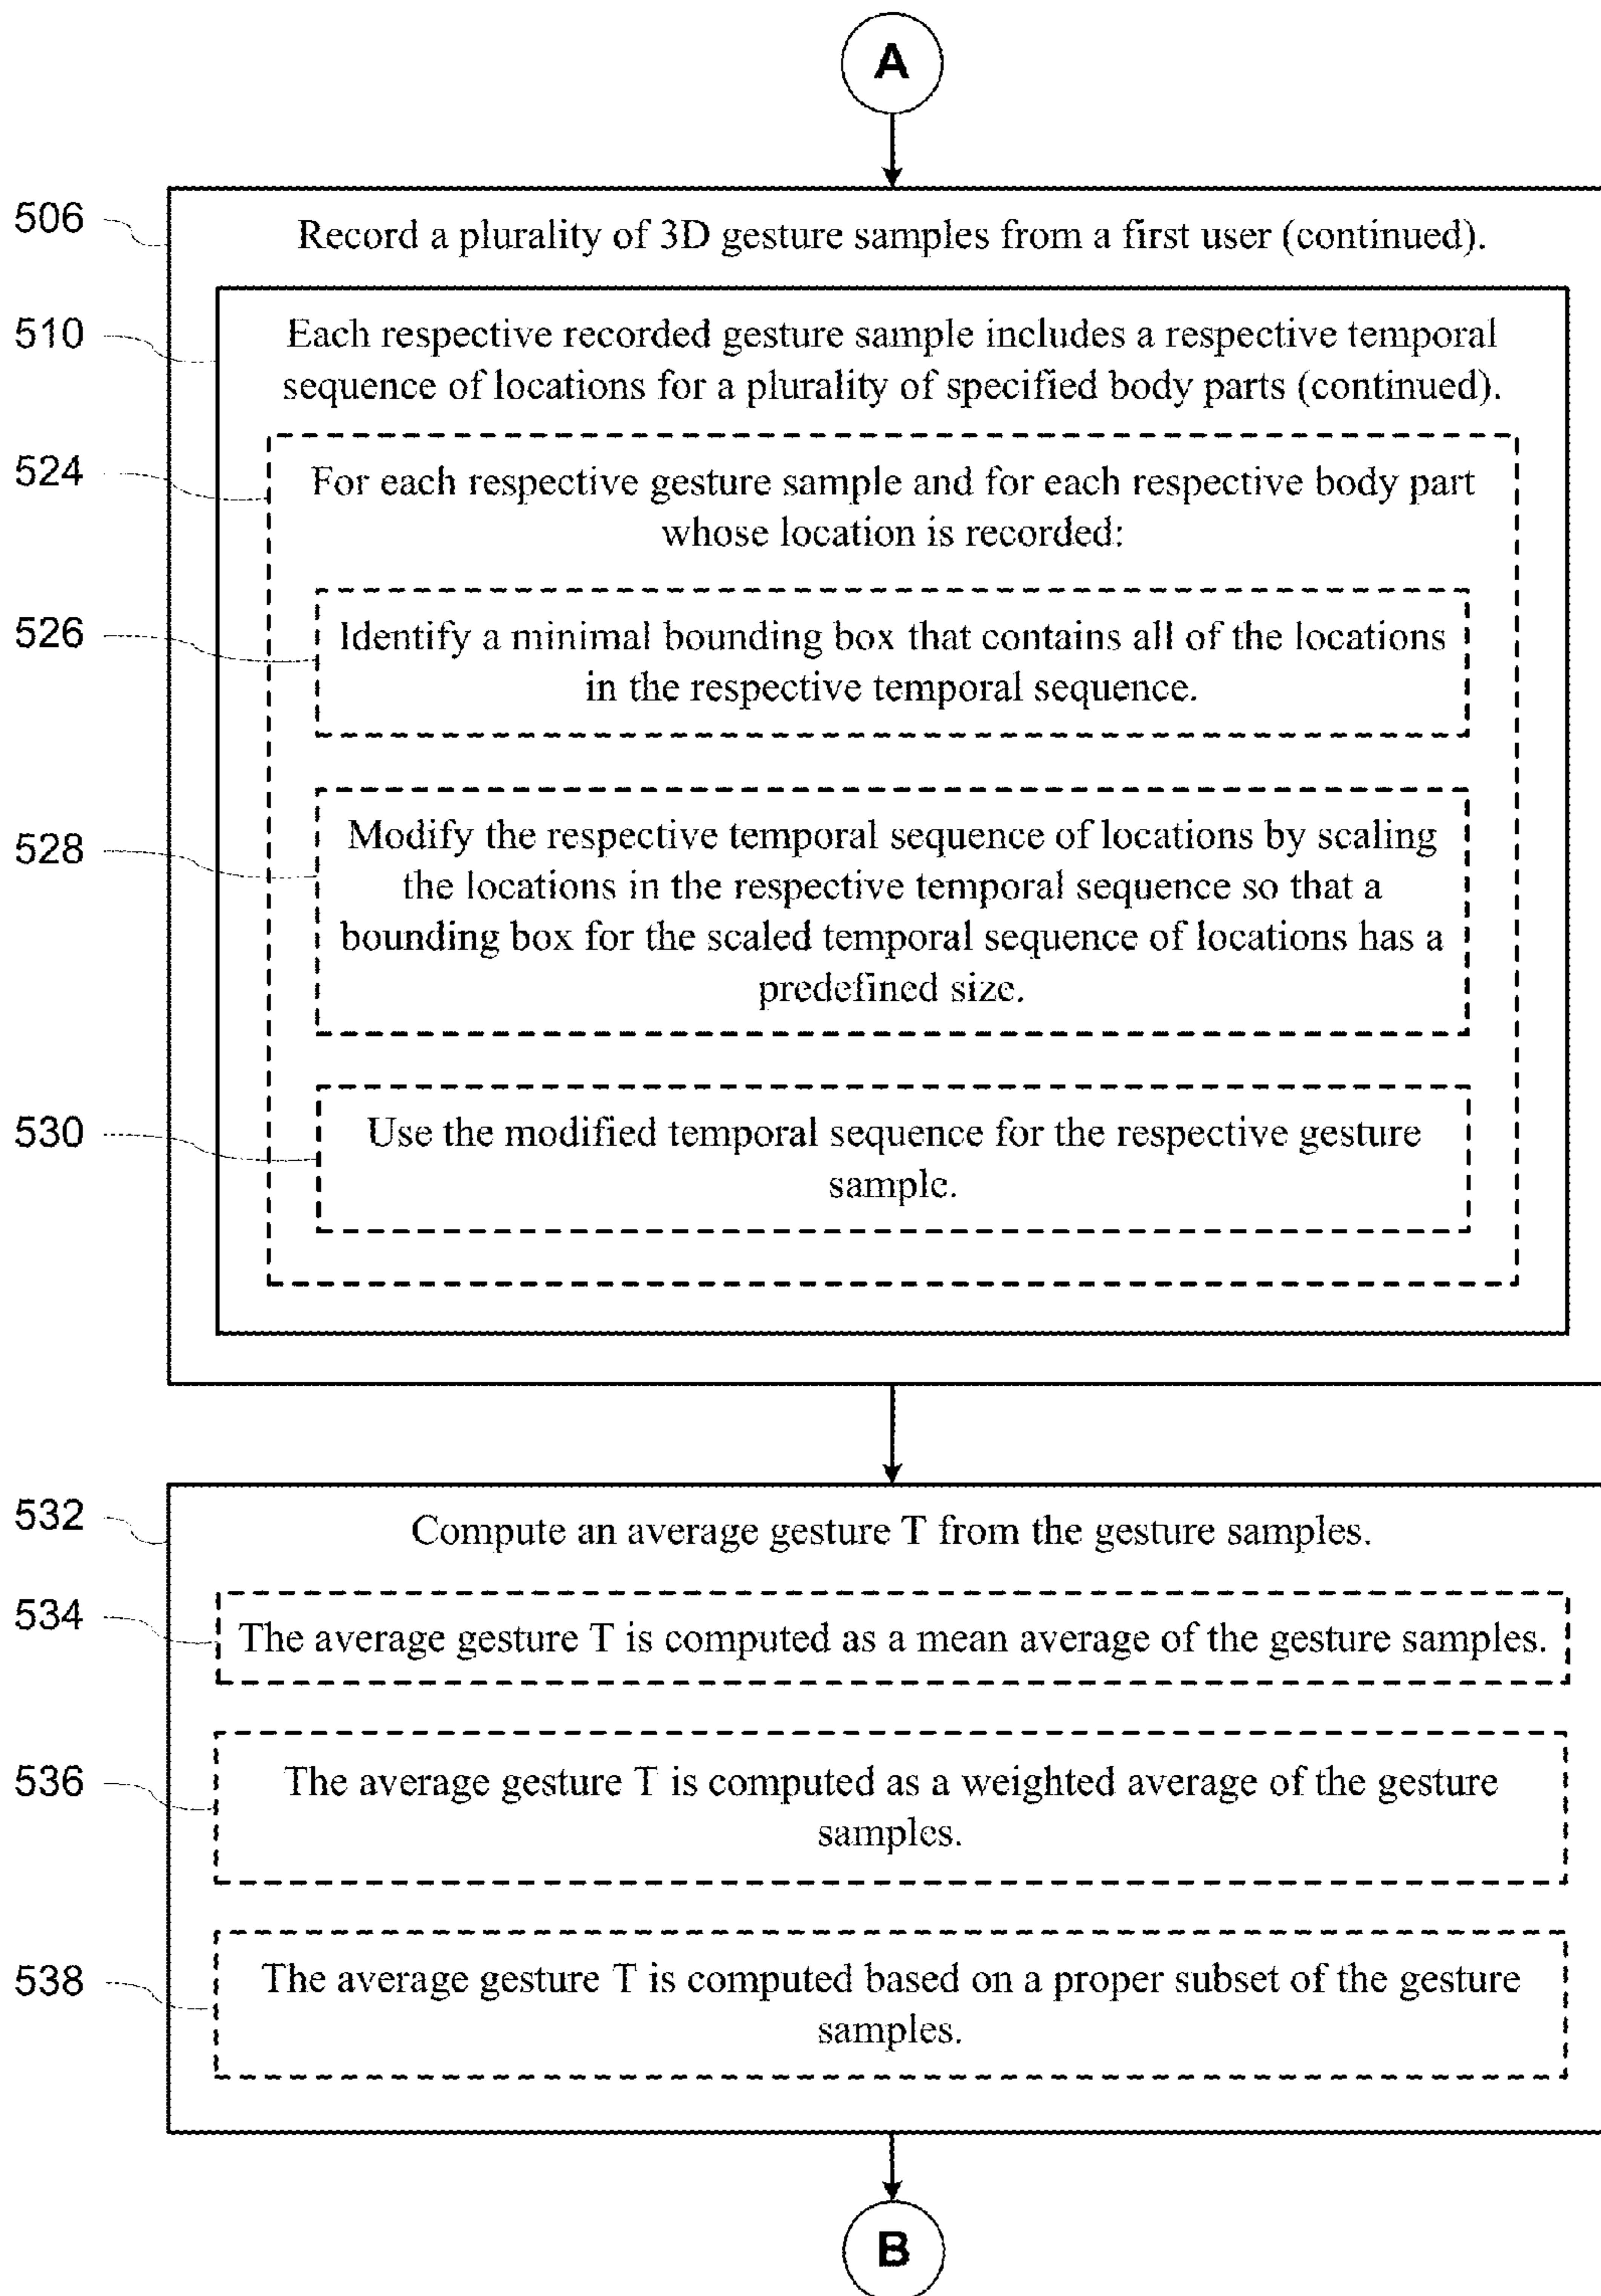 A
506
Record a plurality of 3D gesture samples from a first user (continued).
510
Each respective recorded gesture sample includes a respective temporal
sequence of locations for a plurality of specified body parts (continued).
524
For each respective gesture sample and for each respective body part
whose location is recorded:
526
Identify a minimal bounding box that contains all of the locations
in the respective temporal sequence.
528
Modify the respective temporal sequence of locations by scaling
the locations in the respective temporal sequence so that a
bounding box for the scaled temporal sequence of locations has a
predefined size.
530
Use the modified temporal sequence for the respective gesture
sample.
532
Compute an average gesture T from the gesture samples.
534
The average gesture T is computed as a mean average of the gesture samples.
536
The average gesture T is computed as a weighted average of the gesture
samples.
538
The average gesture T is computed based on a proper subset of the gesture
samples.
B